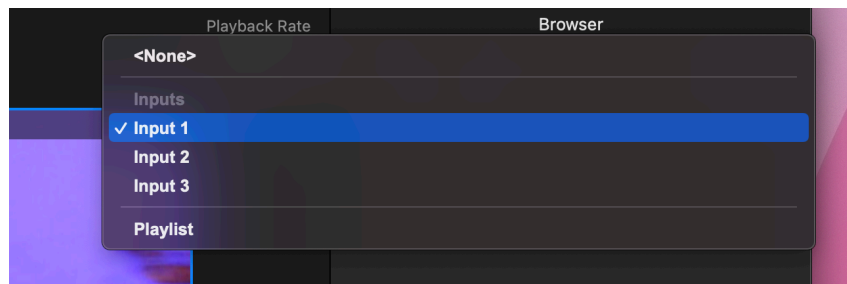 Playback Rate
Browser
<None>
Inputs
✓ Input 1
Input 2
Input 3
Playlist